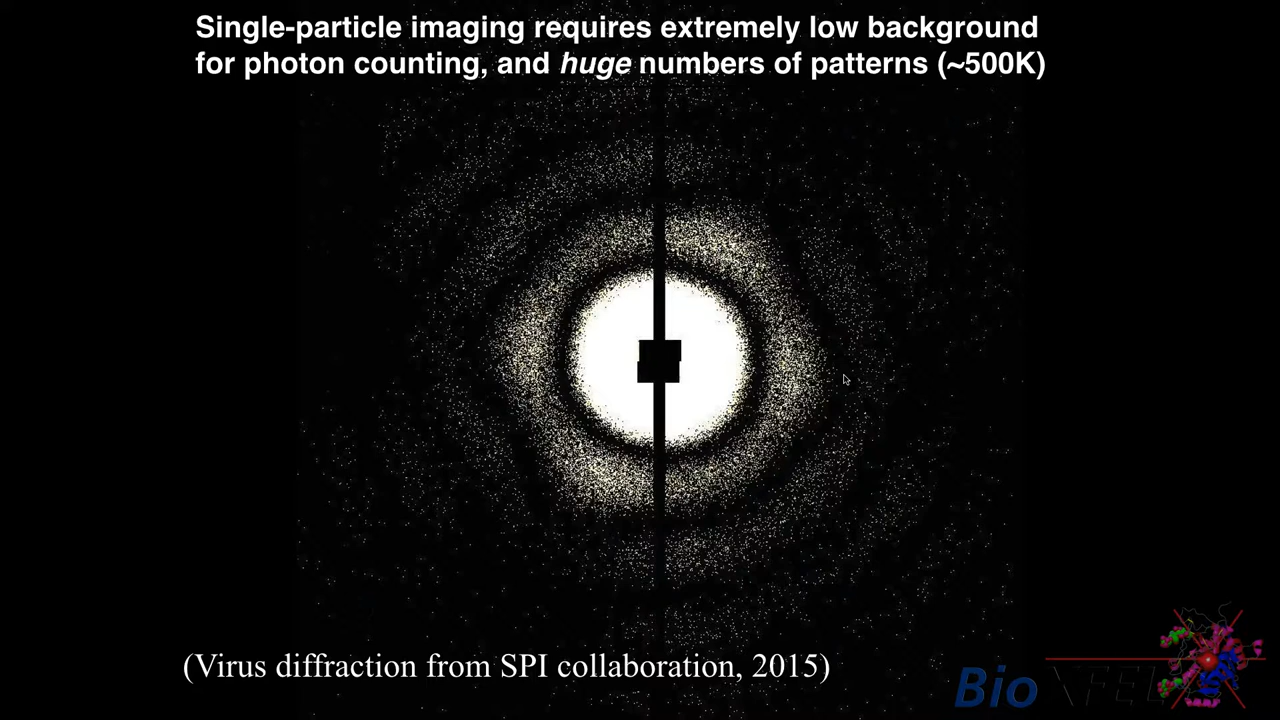 Single-particle imaging requires extremely low background
for photon counting, and huge numbers of patterns (~500K)
(Virus diffraction from SPI collaboration, 2015)
Bio XFEL